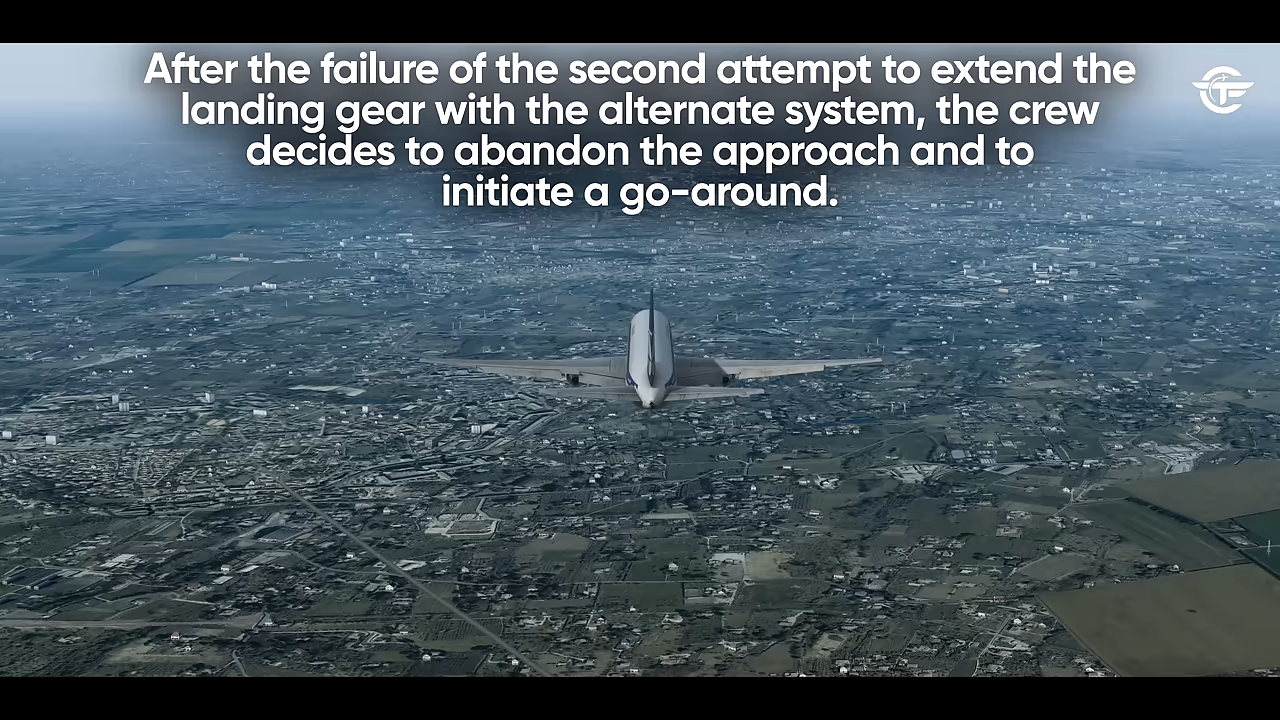 After the failure of the second attempt to extend the
landing gear with the alternate system, the crew
decides to abandon the approach and to
initiate a go-around.